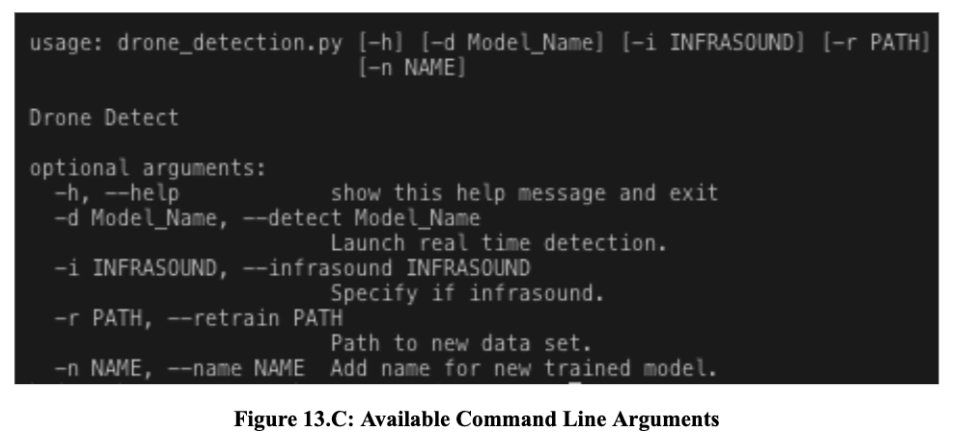 usage: drone_detection.py [-h] [-d Model_Name] [-i INFRASOUND] [-r PATH]
[-n NAME]
Drone Detect
optional arguments:
-h, --help show this help message and exit
-d Model_Name, --detect Model_Name
Launch real time detection.
-i INFRASOUND, --infrasound INFRASOUND
Specify if infrasound.
-r PATH, --retrain PATH
Path to new data set.
-n NAME, --name NAME Add name for new trained model.
Figure 13.C: Available Command Line Arguments